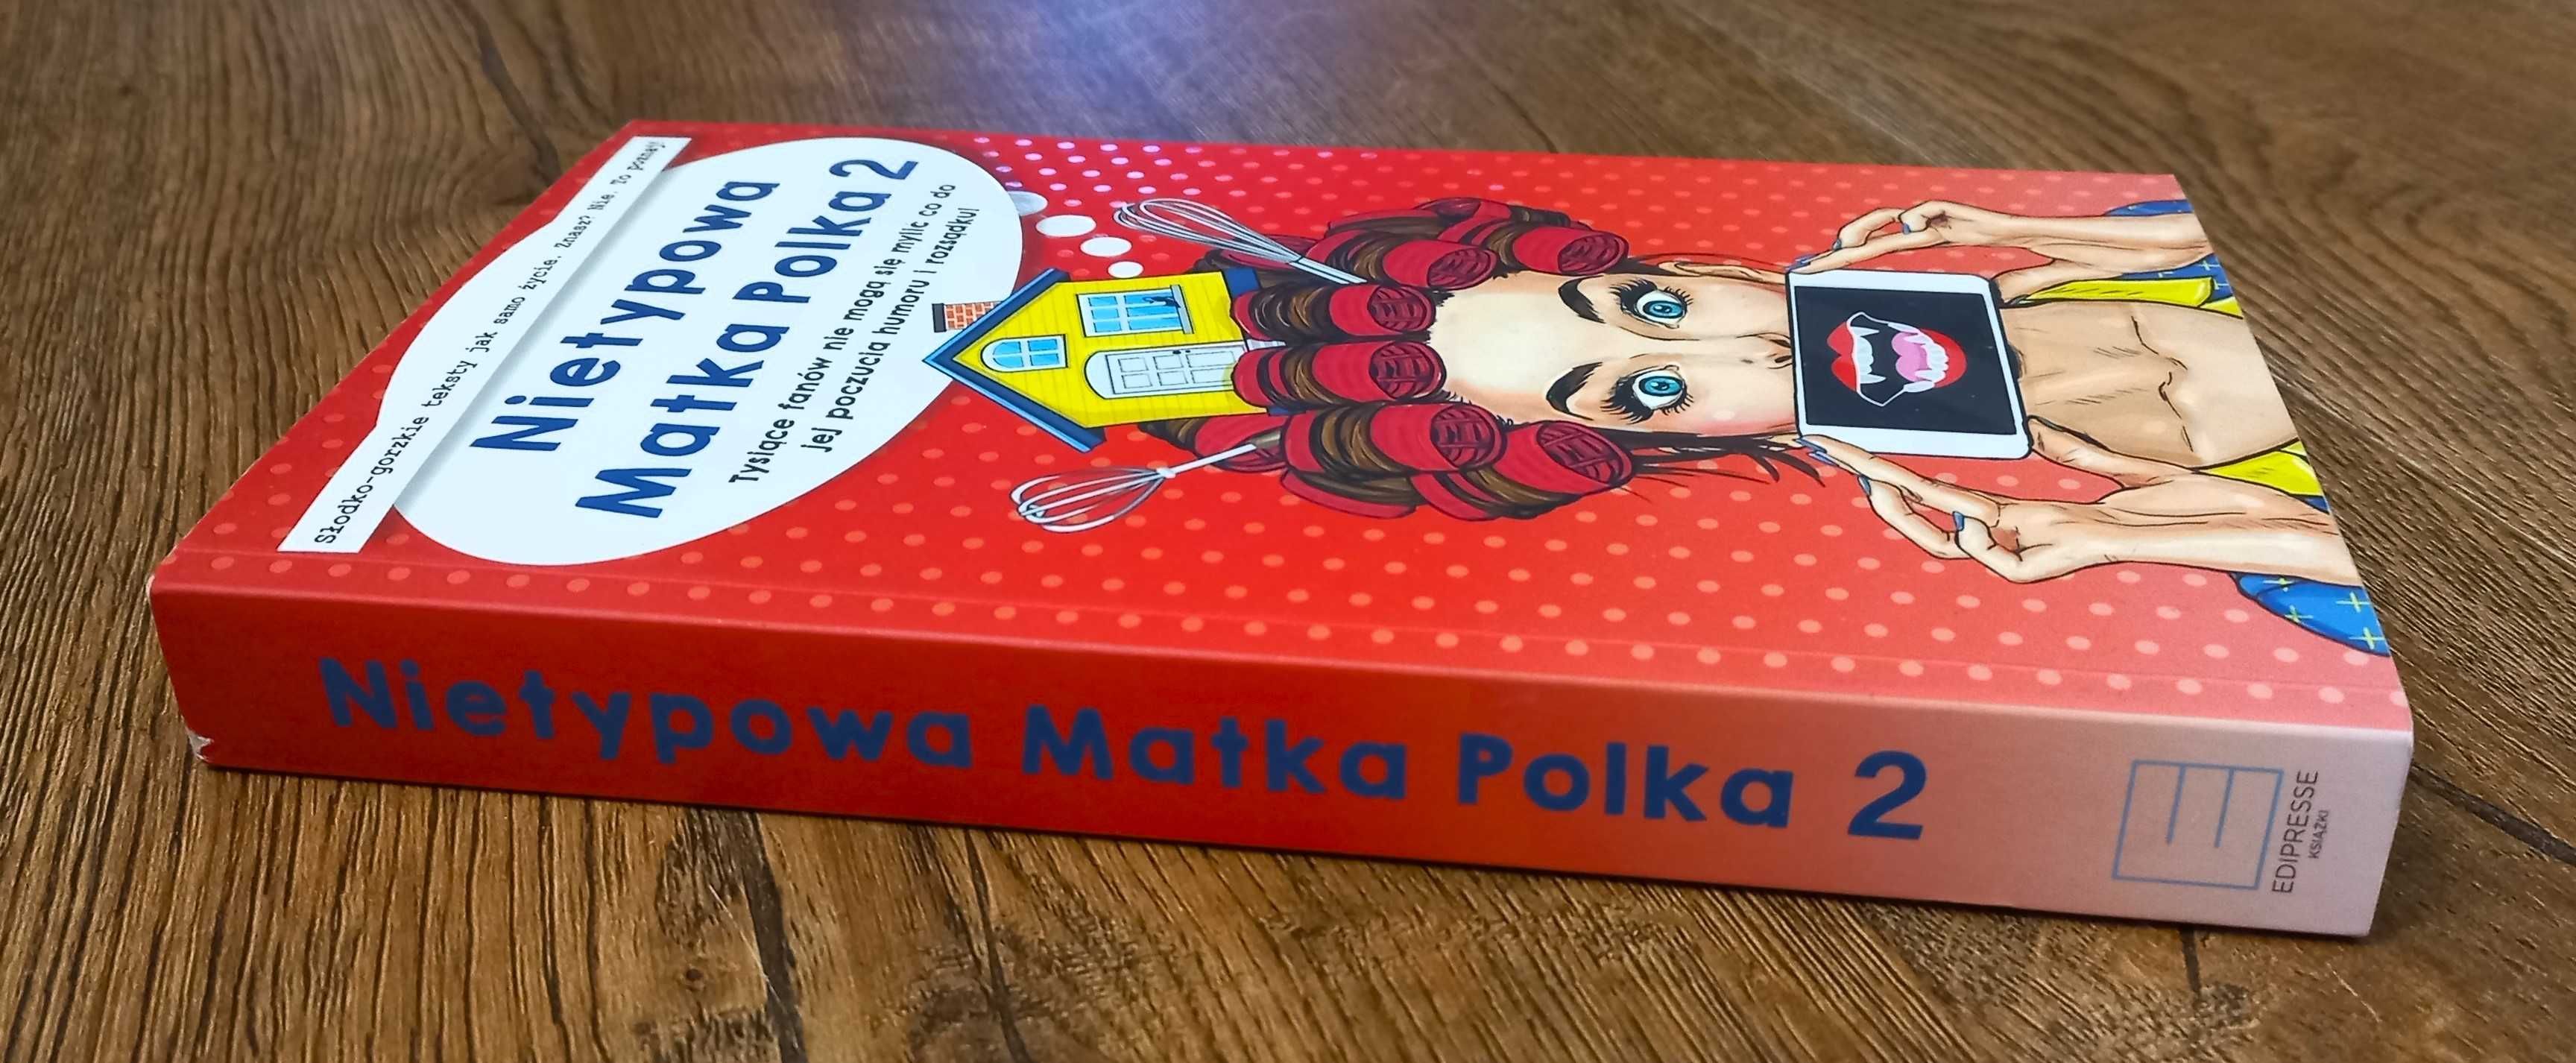 Słodko-gorzkie teksty jak samo życie. Znasz? Nie. To poznaj!
Nietypowa
Matka Polka 2
Tysiące fanów nie mogą się mylić co do
jej poczucia humoru i rozsądku!
Nietypowa Matka Polka 2
EDIPRESSE
KSIĄŻKI